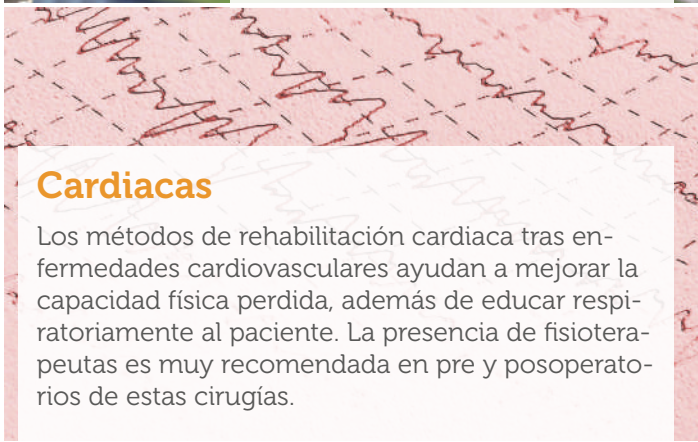 Cardiacas
Los métodos de rehabilitación cardiaca tras en-
fermedades cardiovasculares ayudan a mejorar la
capacidad física perdida, además de educar respi-
ratoriamente al paciente. La presencia de fisiotera-
peutas es muy recomendada en pre y posoperato-
rios de estas cirugías.